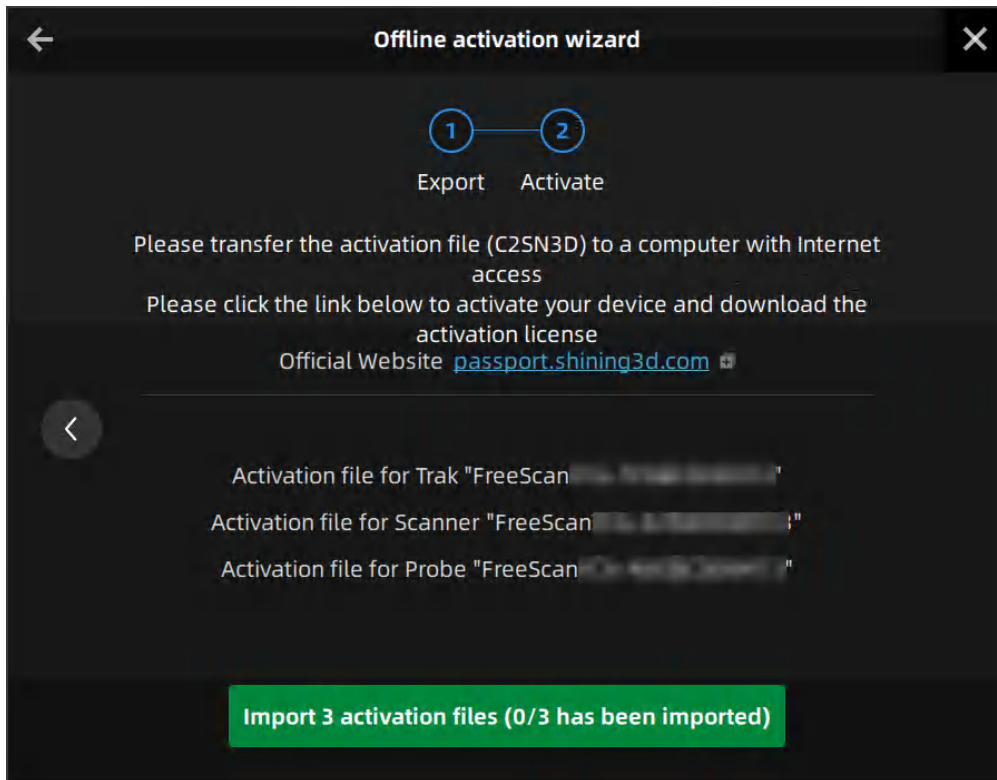 Offline activation wizard
1 2
Export Activate
Please transfer the activation file (C2SN3D) to a computer with Internet
access
Please click the link below to activate your device and download the
activation license
Official Website passport.shining3d.com
Activation file for Trak "FreeScan "
Activation file for Scanner "FreeScan "
Activation file for Probe "FreeScan "
Import 3 activation files (0/3 has been imported)